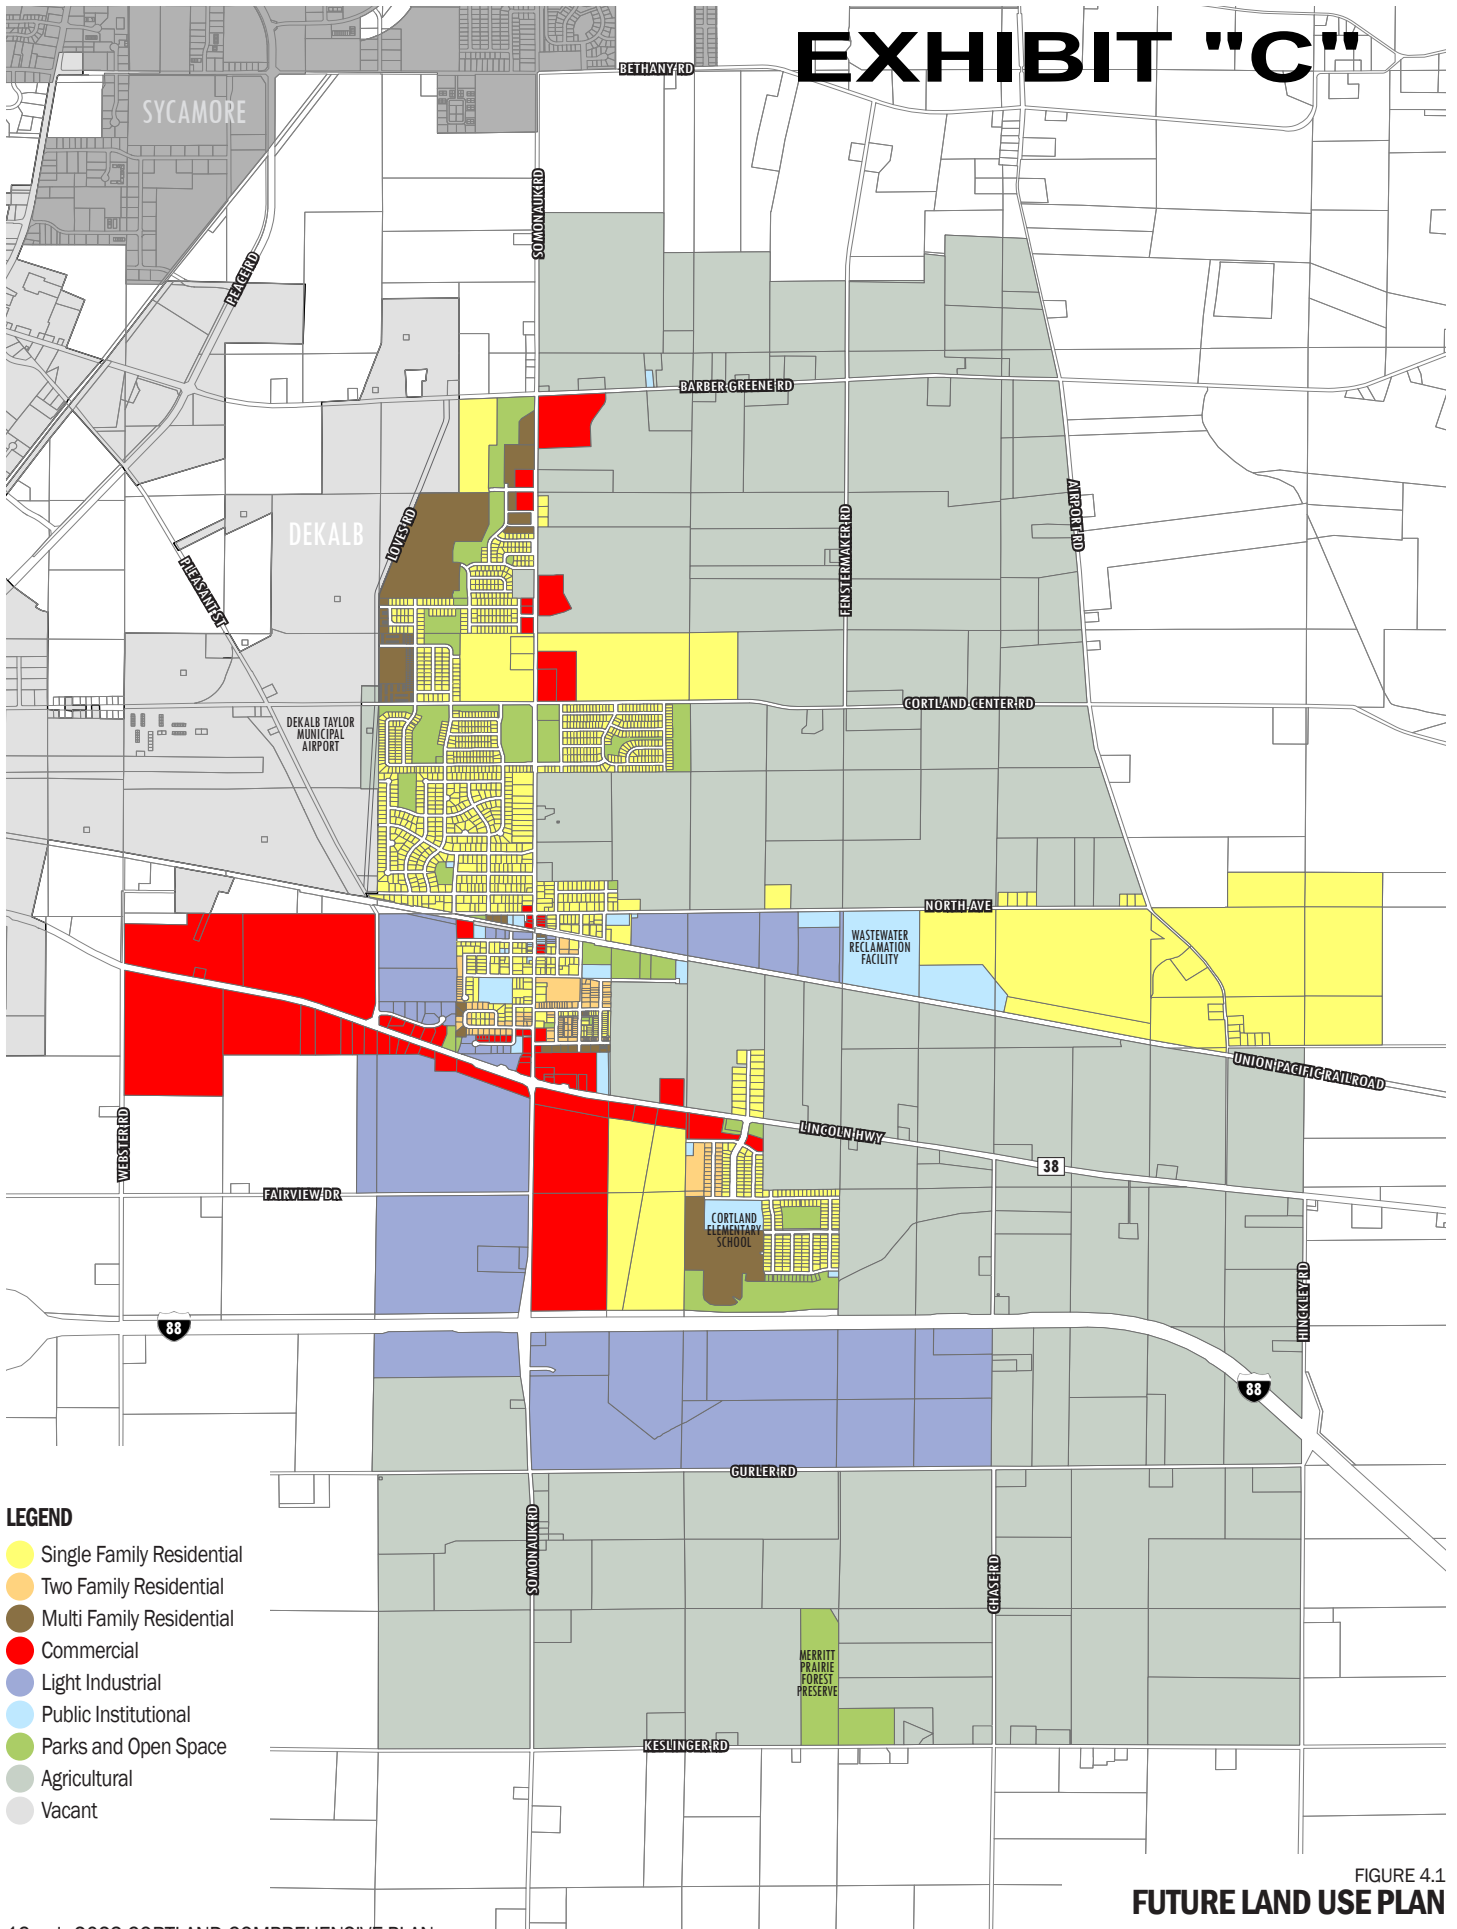 EXHIBIT "C"
BETHANY RD
SYCAMORE
SOMONAUK RD
PEACE RD
BARBER GREENE RD
AIRPORT RD
LOVES RD
FENSTERMAKER RD
DEKALB
PLEASANT ST
CORTLAND CENTER RD
DEKALB TAYLOR
MUNICIPAL
AIRPORT
NORTH AVE
WASTEWATER
RECLAMATION
FACILITY
UNION PACIFIC RAILROAD
WEBSTER RD
LINCOLN HWY
38
FAIRVIEW DR
CORTLAND
ELEMENTARY
SCHOOL
HINCKLEY RD
88
88
GURLER RD
SOMONAUK RD
CHASE RD
MERRITT
PRAIRIE
FOREST
PRESERVE
KESLINGER RD
LEGEND
Single Family Residential
Two Family Residential
Multi Family Residential
Commercial
Light Industrial
Public Institutional
Parks and Open Space
Agricultural
Vacant
FIGURE 4.1
FUTURE LAND USE PLAN
CORTLAND COMPREHENSIVE PLAN